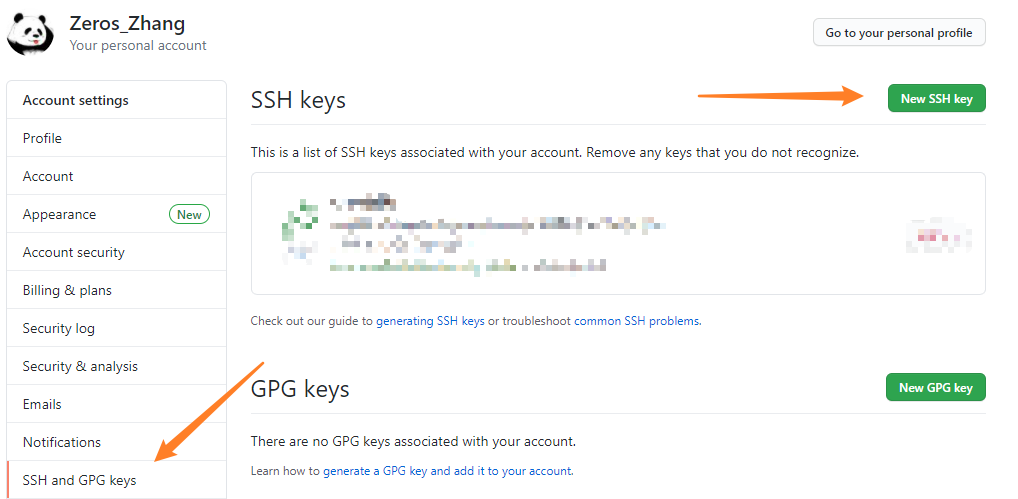 Zeros_Zhang
Your personal account
Go to your personal profile
Account settings
Profile
Account
Appearance New
Account security
Billing & plans
Security log
Security & analysis
Emails
Notifications
SSH and GPG keys
SSH keys
New SSH key
This is a list of SSH keys associated with your account. Remove any keys that you do not recognize.
Check out our guide to generating SSH keys or troubleshoot common SSH problems.
GPG keys
New GPG key
There are no GPG keys associated with your account.
Learn how to generate a GPG key and add it to your account.